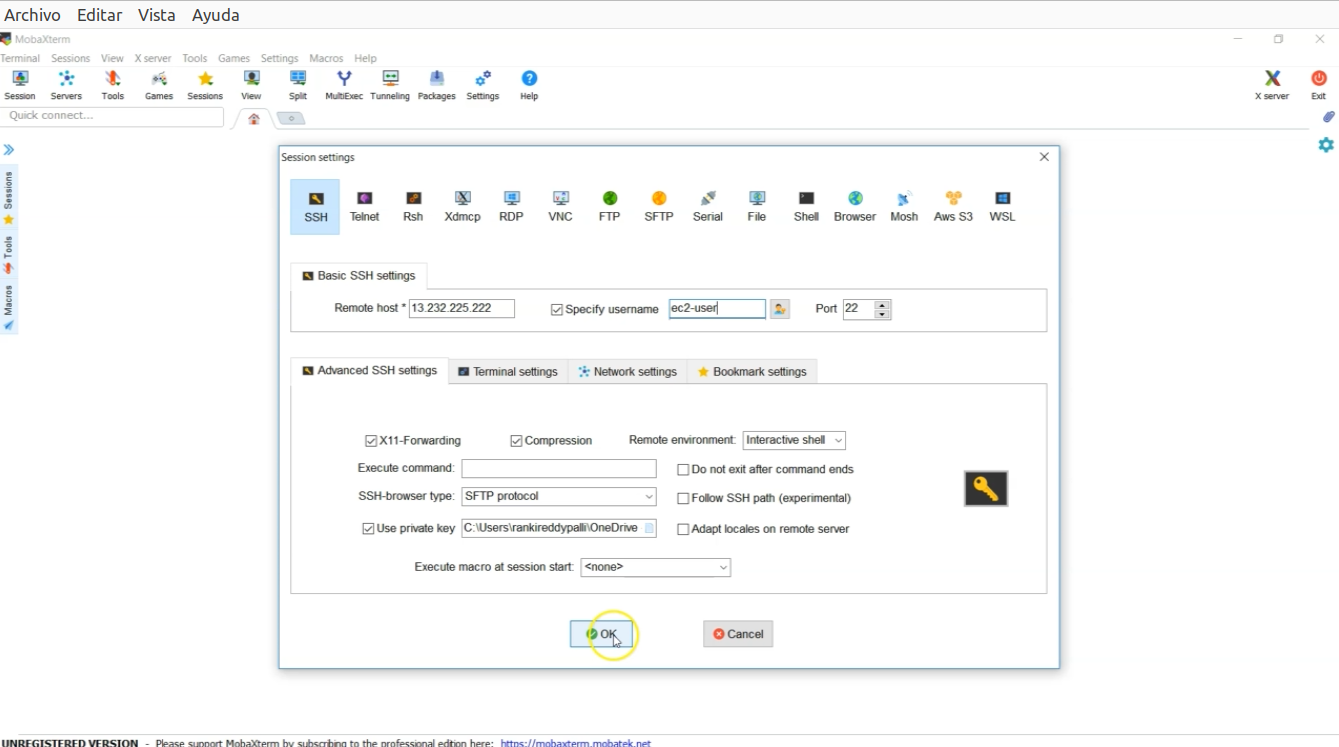 Archivo Editar Vista Ayuda
MobaXterm
Terminal Sessions View X server Tools Games Settings Macros Help
Session Servers Tools Games Sessions View Split MultiExec Tunneling Packages Settings Help X server Exit
Quick connect...
Sessions
Tools
Macros
Session settings
SSH Telnet Rsh Xdmcp RDP VNC FTP SFTP Serial File Shell Browser Mosh Aws S3 WSL
Basic SSH settings
Remote host * 13.232.225.222 Specify username ec2-user Port 22
Advanced SSH settings Terminal settings Network settings Bookmark settings
X11-Forwarding Compression Remote environment: Interactive shell
Execute command: Do not exit after command ends
SSH-browser type: SFTP protocol Follow SSH path (experimental)
Use private key C:\Users\rankireddypalli\OneDrive Adapt locales on remote server
Execute macro at session start: <none>
OK Cancel
UNREGISTERED VERSION - Please support MobaXterm by subscribing to the professional edition here: https://mobaxterm.mobatek.net